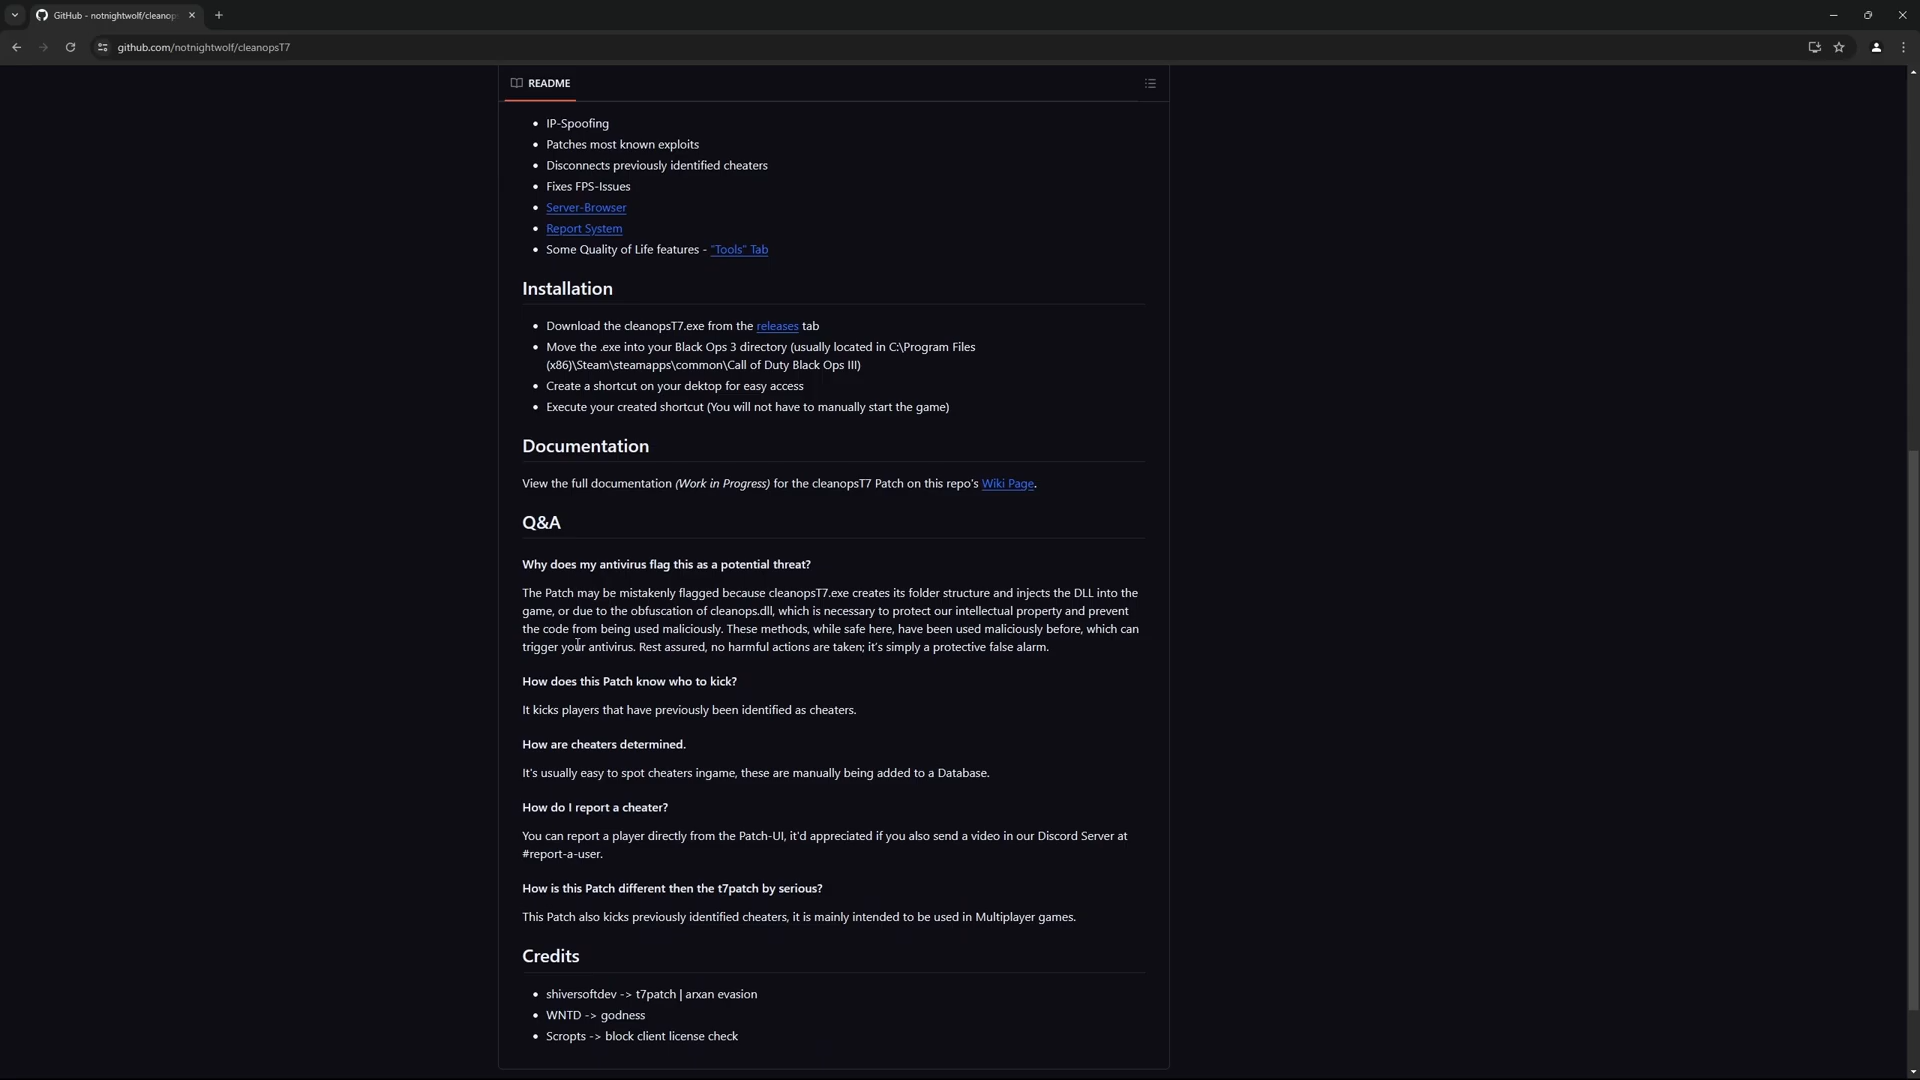 GitHub - notnightwolf/cleanop
github.com/notnightwolf/cleanopsT7
README
IP-Spoofing
Patches most known exploits
Disconnects previously identified cheaters
Fixes FPS-Issues
Server-Browser
Report System
Some Quality of Life features - "Tools" Tab
Installation
Download the cleanopsT7.exe from the releases tab
Move the .exe into your Black Ops 3 directory (usually located in C:\Program Files
(x86)\Steam\steamapps\common\Call of Duty Black Ops III)
Create a shortcut on your dektop for easy access
Execute your created shortcut (You will not have to manually start the game)
Documentation
View the full documentation (Work in Progress) for the cleanopsT7 Patch on this repo's Wiki Page.
Q&A
Why does my antivirus flag this as a potential threat?
The Patch may be mistakenly flagged because cleanopsT7.exe creates its folder structure and injects the DLL into the
game, or due to the obfuscation of cleanops.dll, which is necessary to protect our intellectual property and prevent
the code from being used maliciously. These methods, while safe here, have been used maliciously before, which can
trigger your antivirus. Rest assured, no harmful actions are taken; it's simply a protective false alarm.
How does this Patch know who to kick?
It kicks players that have previously been identified as cheaters.
How are cheaters determined.
It's usually easy to spot cheaters ingame, these are manually being added to a Database.
How do I report a cheater?
You can report a player directly from the Patch-UI, it'd appreciated if you also send a video in our Discord Server at
#report-a-user.
How is this Patch different then the t7patch by serious?
This Patch also kicks previously identified cheaters, it is mainly intended to be used in Multiplayer games.
Credits
shiversoftdev -> t7patch | arxan evasion
WNTD -> godness
Scropts -> block client license check